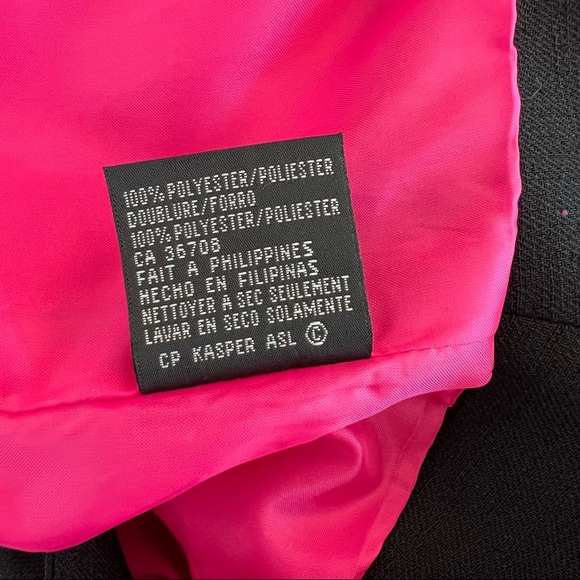 100% POLYESTER/POLIESTER
DOUBLURE/FORRO
100% POLYESTER/POLIESTER
CA 36708
FAIT A PHILIPPINES
HECHO EN FILIPINAS
NETTOYER A SEC SEULEMENT
LAVAR EN SECO SOLAMENTE
CP KASPER ASL ©